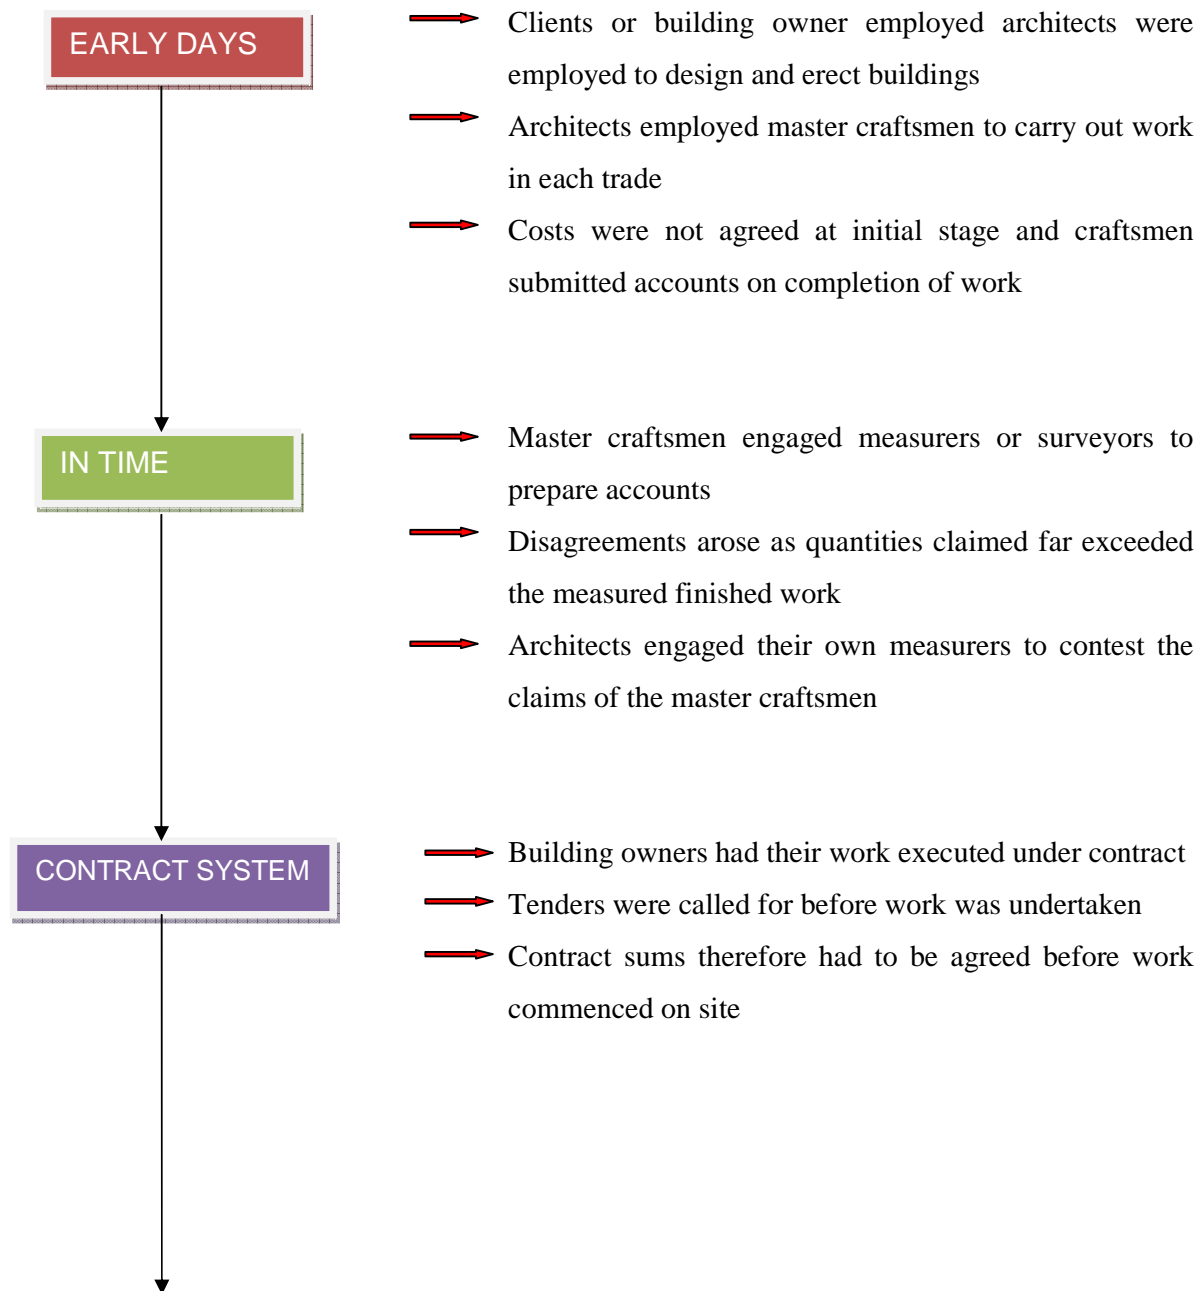 EARLY DAYS
Clients or building owner employed architects were
employed to design and erect buildings
Architects employed master craftsmen to carry out work
in each trade
Costs were not agreed at initial stage and craftsmen
submitted accounts on completion of work
IN TIME
Master craftsmen engaged measurers or surveyors to
prepare accounts
Disagreements arose as quantities claimed far exceeded
the measured finished work
Architects engaged their own measurers to contest the
claims of the master craftsmen
CONTRACT SYSTEM
Building owners had their work executed under contract
Tenders were called for before work was undertaken
Contract sums therefore had to be agreed before work
commenced on site